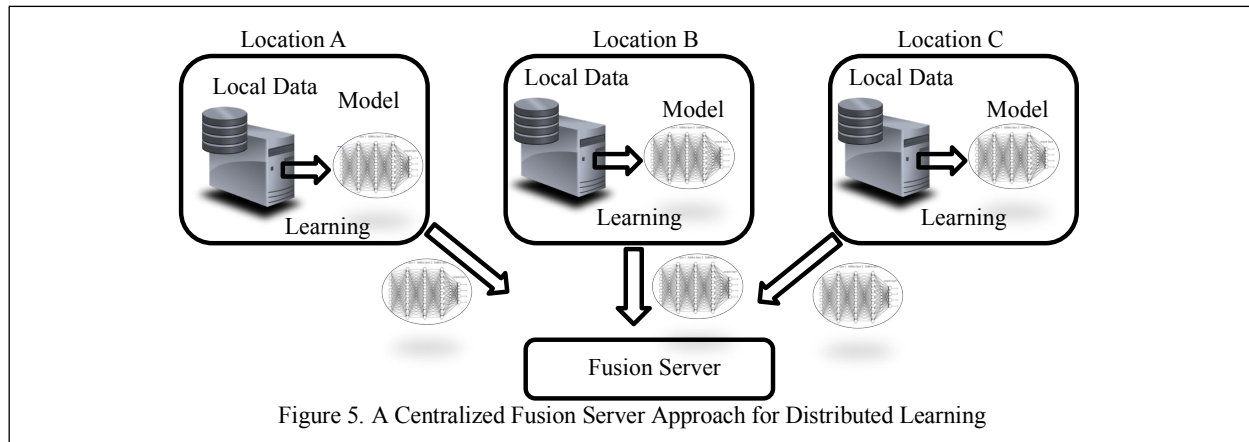 Location A
Location B
Location C
Local Data
Model
Learning
Local Data
Model
Learning
Local Data
Model
Learning
Fusion Server
Figure 5. A Centralized Fusion Server Approach for Distributed Learning